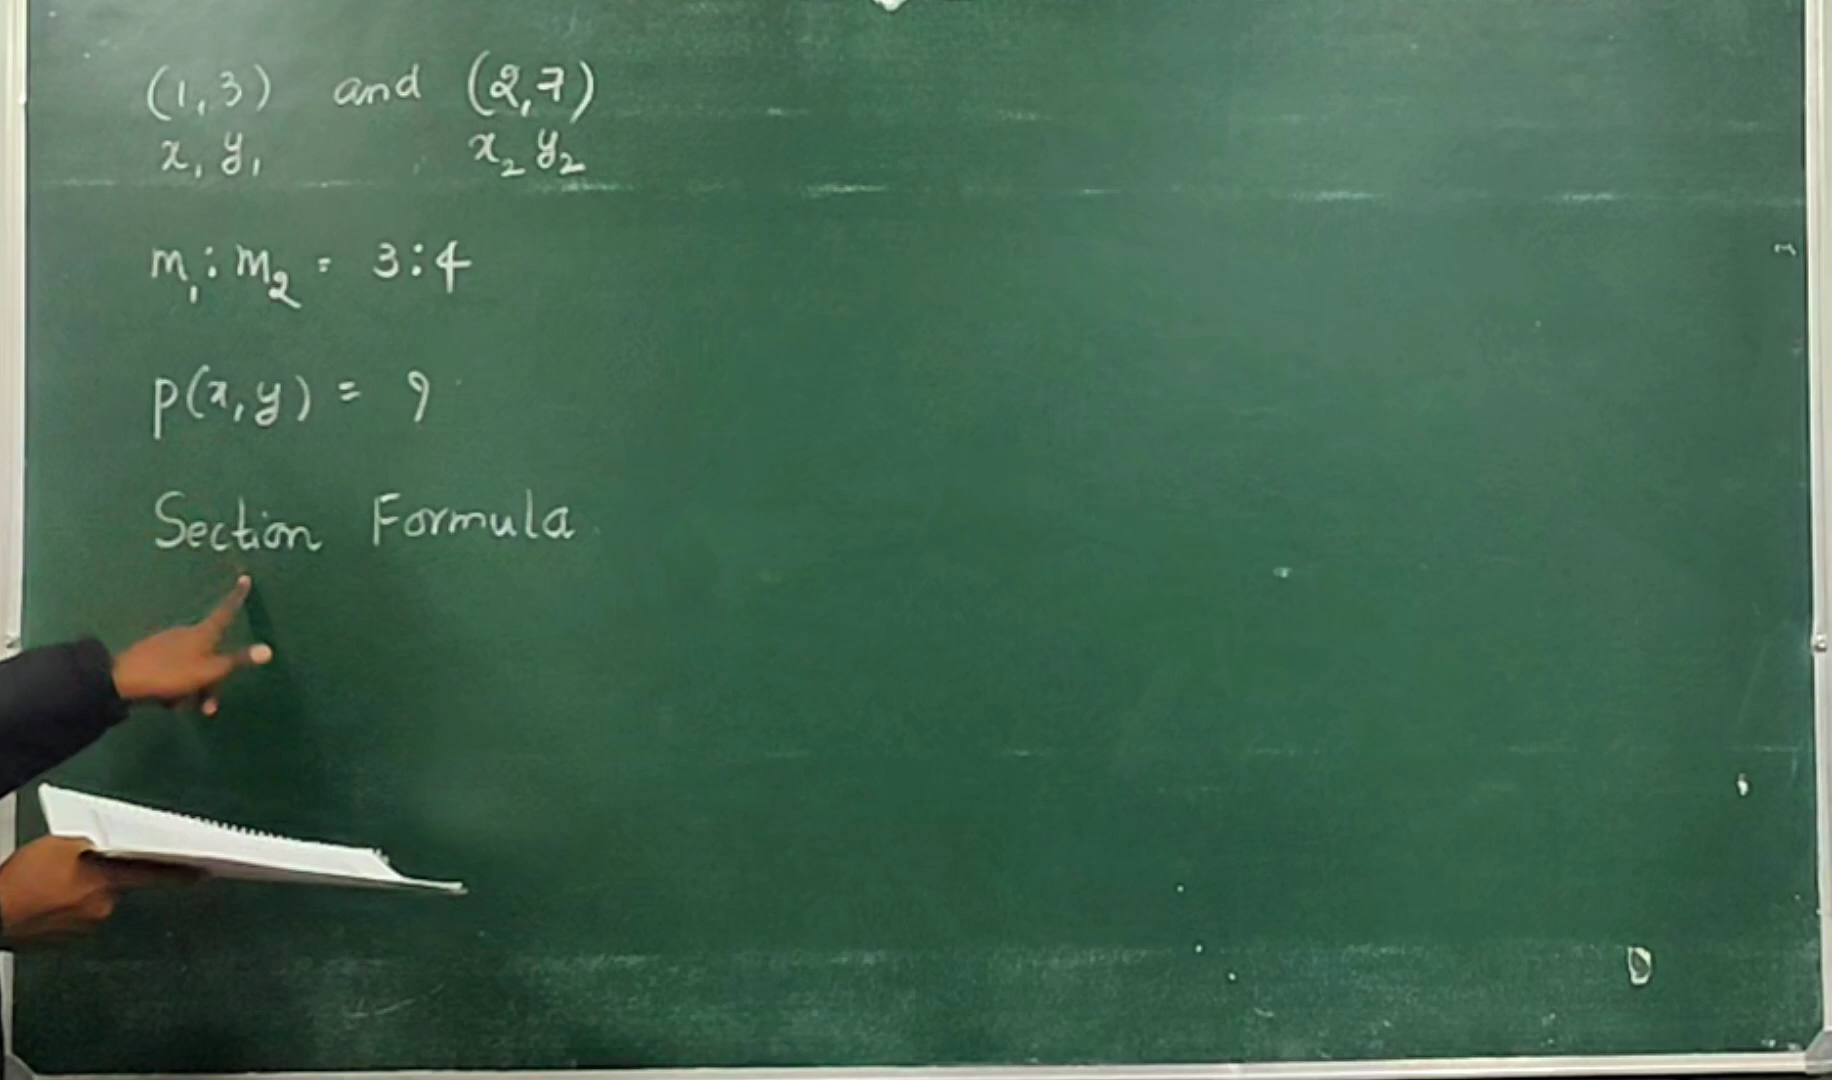 (1,3) and (2,7)
x₁ y₁ x₂ y₂
m₁:m₂ = 3:4
p(x,y) = ?
Section Formula